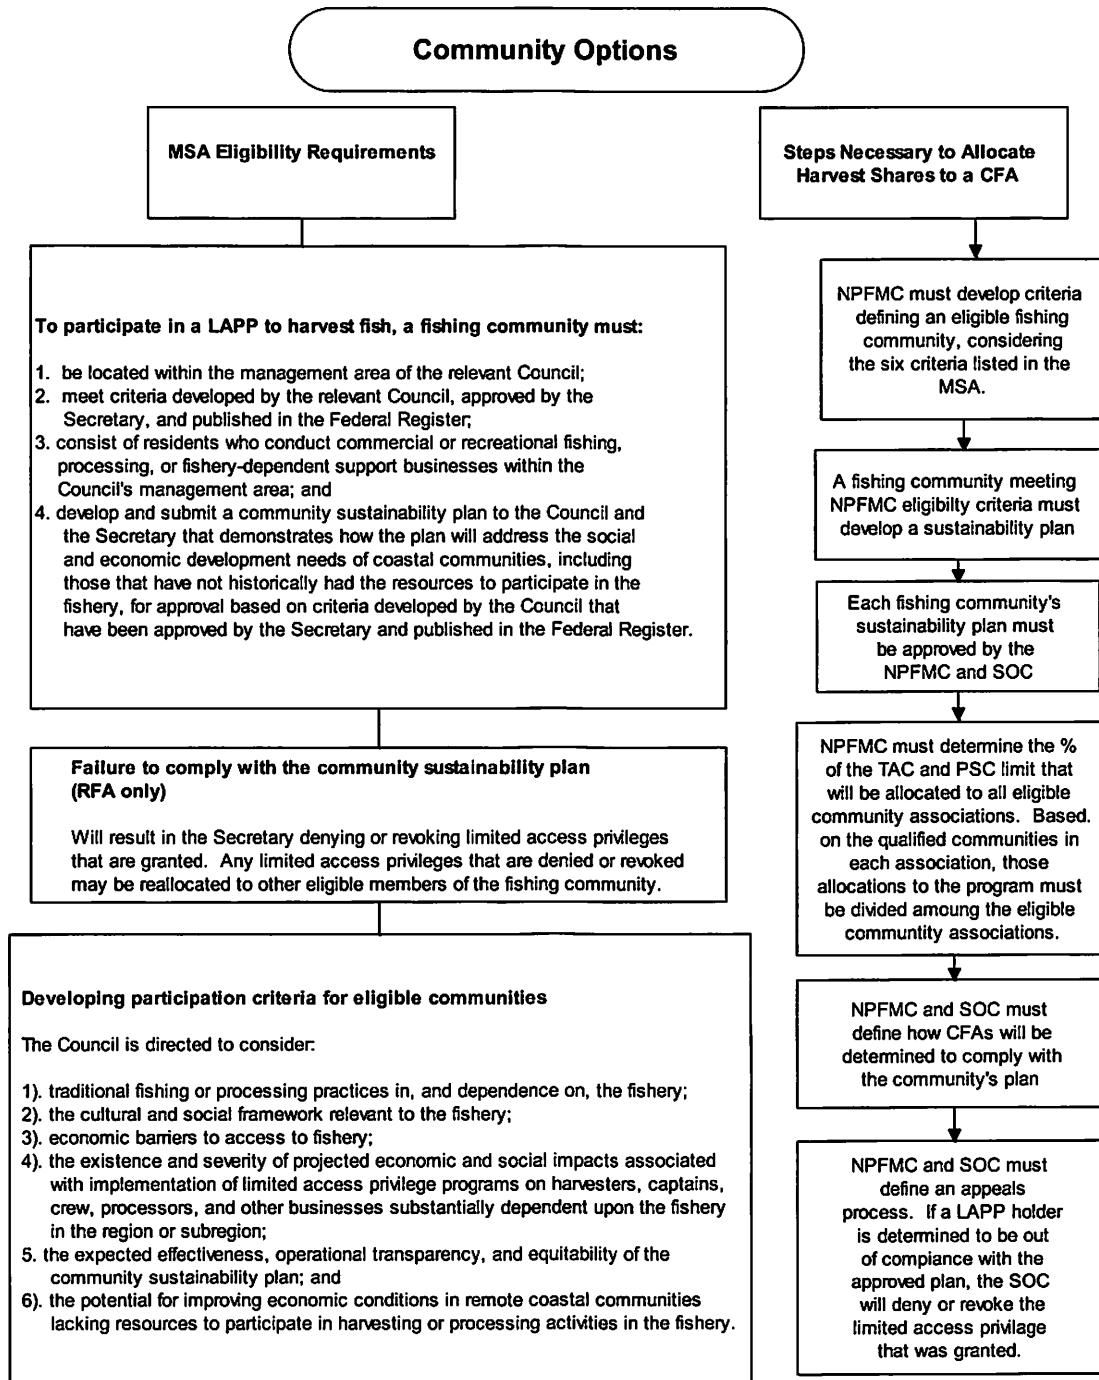 Community Options
MSA Eligibility Requirements
To participate in a LAPP to harvest fish, a fishing community must:
1. be located within the management area of the relevant Council;
2. meet criteria developed by the relevant Council, approved by the
Secretary, and published in the Federal Register;
3. consist of residents who conduct commercial or recreational fishing,
processing, or fishery-dependent support businesses within the
Council's management area; and
4. develop and submit a community sustainability plan to the Council and
the Secretary that demonstrates how the plan will address the social
and economic development needs of coastal communities, including
those that have not historically had the resources to participate in the
fishery, for approval based on criteria developed by the Council that
have been approved by the Secretary and published in the Federal Register.
Failure to comply with the community sustainability plan
(RFA only)
Will result in the Secretary denying or revoking limited access privileges
that are granted. Any limited access privileges that are denied or revoked
may be reallocated to other eligible members of the fishing community.
Developing participation criteria for eligible communities
The Council is directed to consider:
1). traditional fishing or processing practices in, and dependence on, the fishery;
2). the cultural and social framework relevant to the fishery;
3). economic barriers to access to fishery;
4). the existence and severity of projected economic and social impacts associated
with implementation of limited access privilege programs on harvesters, captains,
crew, processors, and other businesses substantially dependent upon the fishery
in the region or subregion;
5. the expected effectiveness, operational transparency, and equitability of the
community sustainability plan; and
6). the potential for improving economic conditions in remote coastal communities
lacking resources to participate in harvesting or processing activities in the fishery.
Steps Necessary to Allocate
Harvest Shares to a CFA
NPFMC must develop criteria
defining an eligible fishing
community, considering
the six criteria listed in the
MSA.
A fishing community meeting
NPFMC eligibilty criteria must
develop a sustainability plan
Each fishing community's
sustainability plan must
be approved by the
NPFMC and SOC
NPFMC must determine the %
of the TAC and PSC limit that
will be allocated to all eligible
community associations. Based.
on the qualified communities in
each association, those
allocations to the program must
be divided amoung the eligible
communtity associations.
NPFMC and SOC must
define how CFAs will be
determined to comply with
the community's plan
NPFMC and SOC must
define an appeals
process. If a LAPP holder
is determined to be out
of compiance with the
approved plan, the SOC
will deny or revoke the
limited access privilage
that was granted.